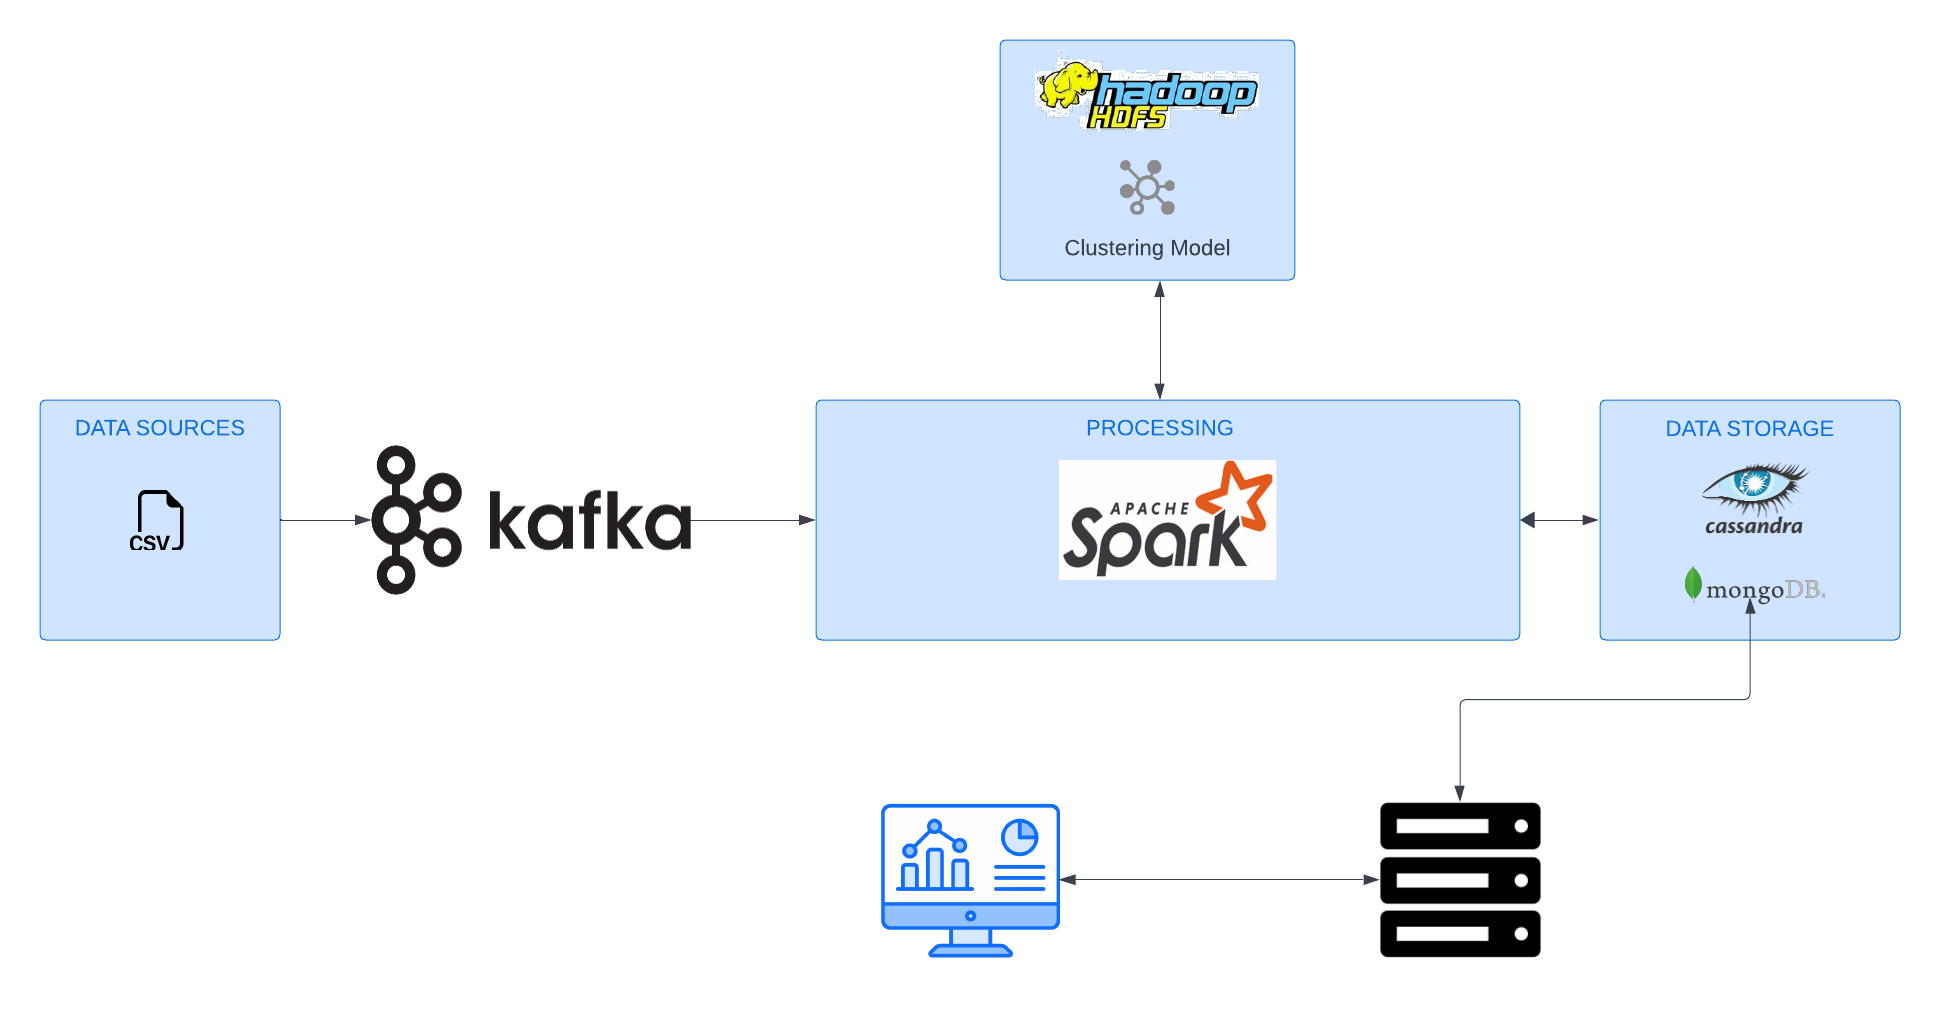 hadoop
HDFS
Clustering Model
DATA SOURCES
CSV
kafka
PROCESSING
APACHE
Spark
DATA STORAGE
cassandra
mongoDB